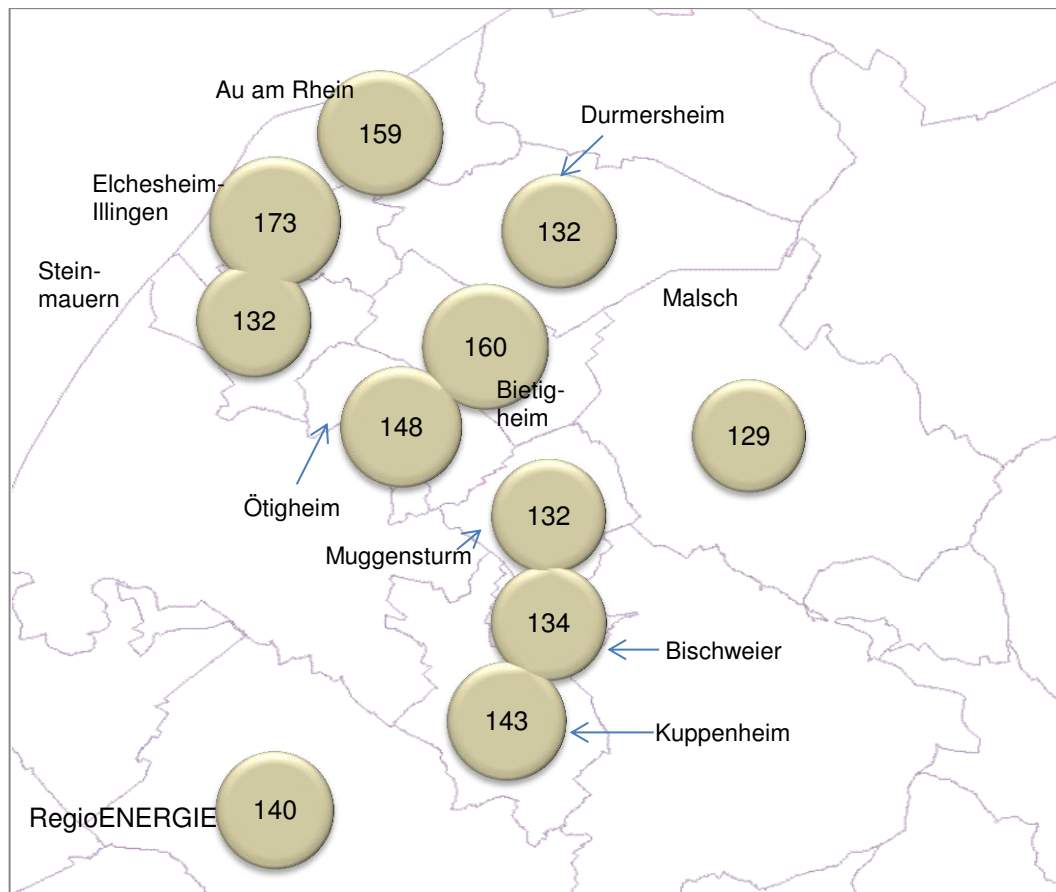 Au am Rhein
159
Durmersheim
Elchesheim-
Illingen
173
132
Stein-
mauern
132
Malsch
160
Bietig-
heim
148
129
Ötigheim
132
Muggensturm
134
Bischweier
143
Kuppenheim
RegioENERGIE
140